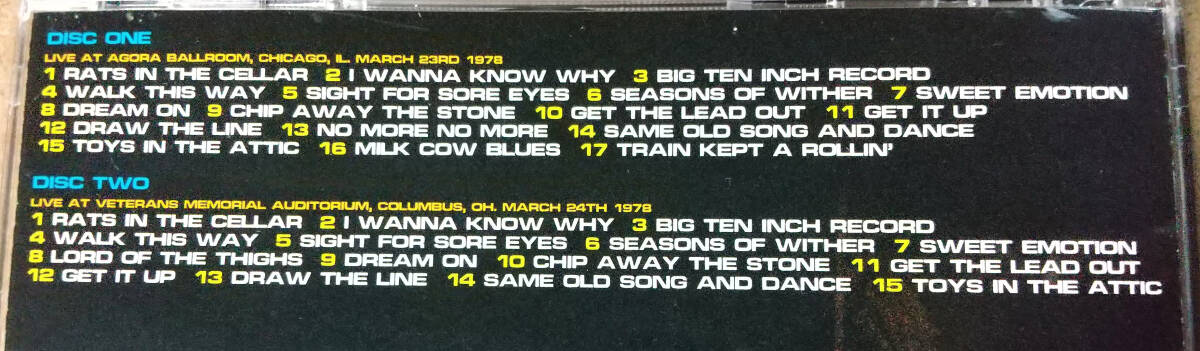 DISC ONE
LIVE AT AGORA BALLROOM, CHICAGO, IL. MARCH 23RD 1978
1 RATS IN THE CELLAR 2 I WANNA KNOW WHY 3 BIG TEN INCH RECORD
4 WALK THIS WAY 5 SIGHT FOR SORE EYES 6 SEASONS OF WITHER 7 SWEET EMOTION
8 DREAM ON 9 CHIP AWAY THE STONE 10 GET THE LEAD OUT 11 GET IT UP
12 DRAW THE LINE 13 NO MORE NO MORE 14 SAME OLD SONG AND DANCE
15 TOYS IN THE ATTIC 16 MILK COW BLUES 17 TRAIN KEPT A ROLLIN'
DISC TWO
LIVE AT VETERANS MEMORIAL AUDITORIUM, COLUMBUS, OH. MARCH 24TH 1978
1 RATS IN THE CELLAR 2 I WANNA KNOW WHY 3 BIG TEN INCH RECORD
4 WALK THIS WAY 5 SIGHT FOR SORE EYES 6 SEASONS OF WITHER 7 SWEET EMOTION
8 LORD OF THE THIGHS 9 DREAM ON 10 CHIP AWAY THE STONE 11 GET THE LEAD OUT
12 GET IT UP 13 DRAW THE LINE 14 SAME OLD SONG AND DANCE 15 TOYS IN THE ATTIC